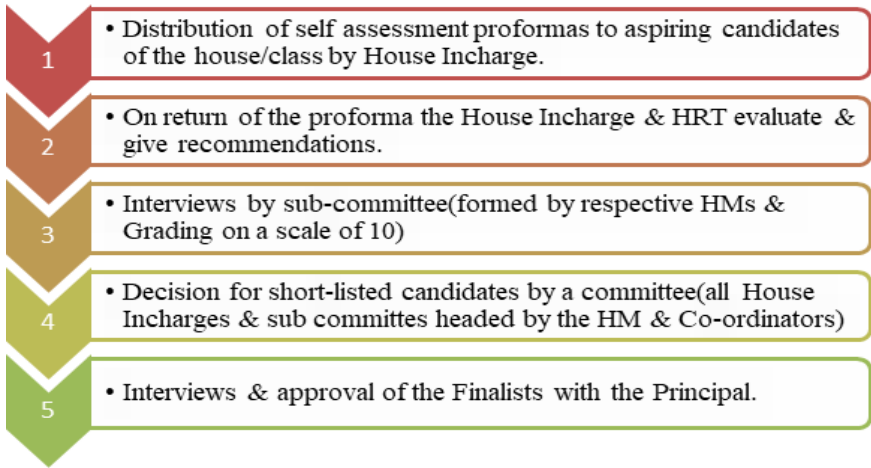 1
• Distribution of self assessment proformas to aspiring candidates
of the house/class by House Incharge.
2
• On return of the proforma the House Incharge & HRT evaluate &
give recommendations.
3
• Interviews by sub-committee(formed by respective HMs &
Grading on a scale of 10)
4
• Decision for short-listed candidates by a committee(all House
Incharges & sub committes headed by the HM & Co-ordinators)
5
• Interviews & approval of the Finalists with the Principal.